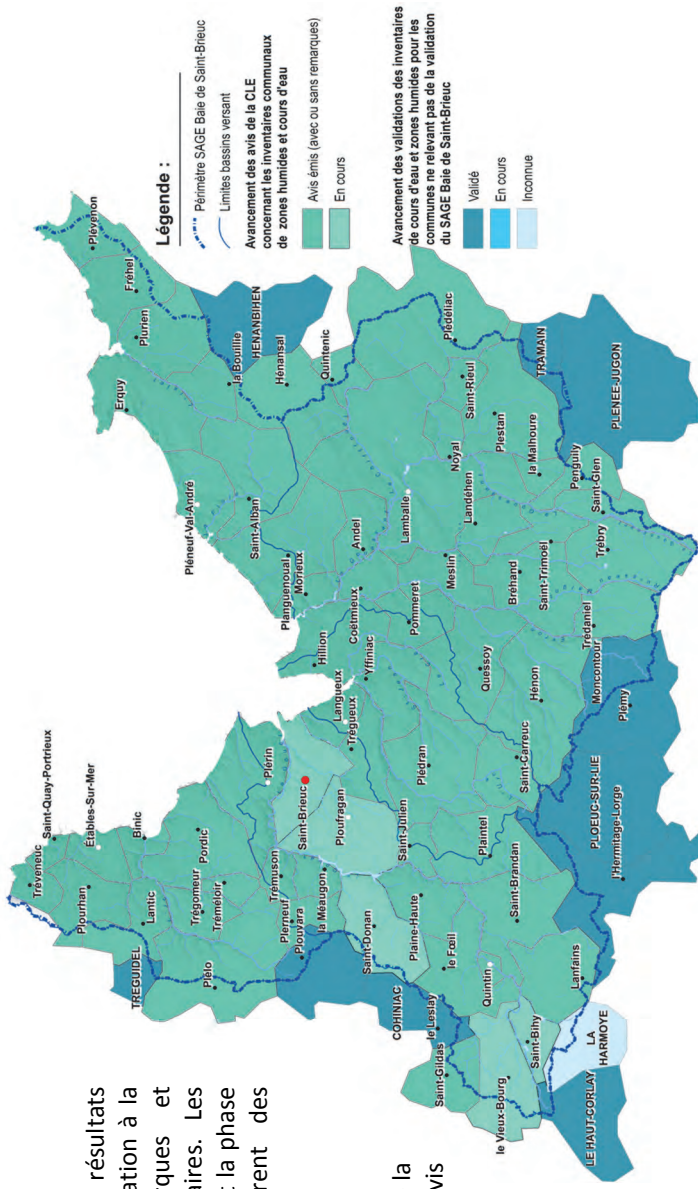 résultats
ation à la
rques et
aires. Les
t la phase
rent des
la
vis
Légende :
Périmètre SAGE Baie de Saint-Brieuc
Limites bassins versant
Avancement des avis de la CLE
concernant les inventaires communaux
de zones humides et cours d'eau
Avis émis (avec ou sans remarques)
En cours
Avancement des validations des inventaires
de cours d'eau et zones humides pour les
communes ne relevant pas de la validation
du SAGE Baie de Saint-Brieuc
Validé
En cours
Inconnue
Plévenon
Fréhel
Plurien
Erquy
la Bouillie
HENANBIHEN
Hénansal
Quintenic
Pléneuf-Val-André
Saint-Alban
Planguenoual
Morieux
Andel
Coëtmieux
Lamballe
Noyal
Saint-Rieul
Plédéliac
Plestan
TRAMAIN
PLENEE-JUGON
la Malhoure
Penguily
Saint-Glen
Landéhen
Meslin
Pommeret
Bréhand
Saint-Trimoël
Trébry
Trédaniel
Moncontour
Hillion
Yffiniac
Langueux
Trégueux
Quessoy
Hénon
Plédran
Saint-Carreuc
Plémy
PLOEUC-SUR-LIE
l'Hermitage-Lorge
Saint-Quay-Portrieux
Tréveneuc
Étables-Sur-Mer
Plourhan
Binic
Lantic
Pordic
Trégomeur
Tréméloir
TREGUIDEL
Plélo
Plérin
Trémuson
Plerneuf
Plouvara
la Méaugon
Saint-Brieuc
Ploufragan
Saint-Julien
Plaintel
Saint-Donan
Plaine-Haute
Saint-Brandan
le Fœil
Quintin
Lanfains
COHINIAC
le Leslay
Saint-Gildas
le Vieux-Bourg
Saint-Bihy
LA
HARMOYE
LE HAUT-CORLAY